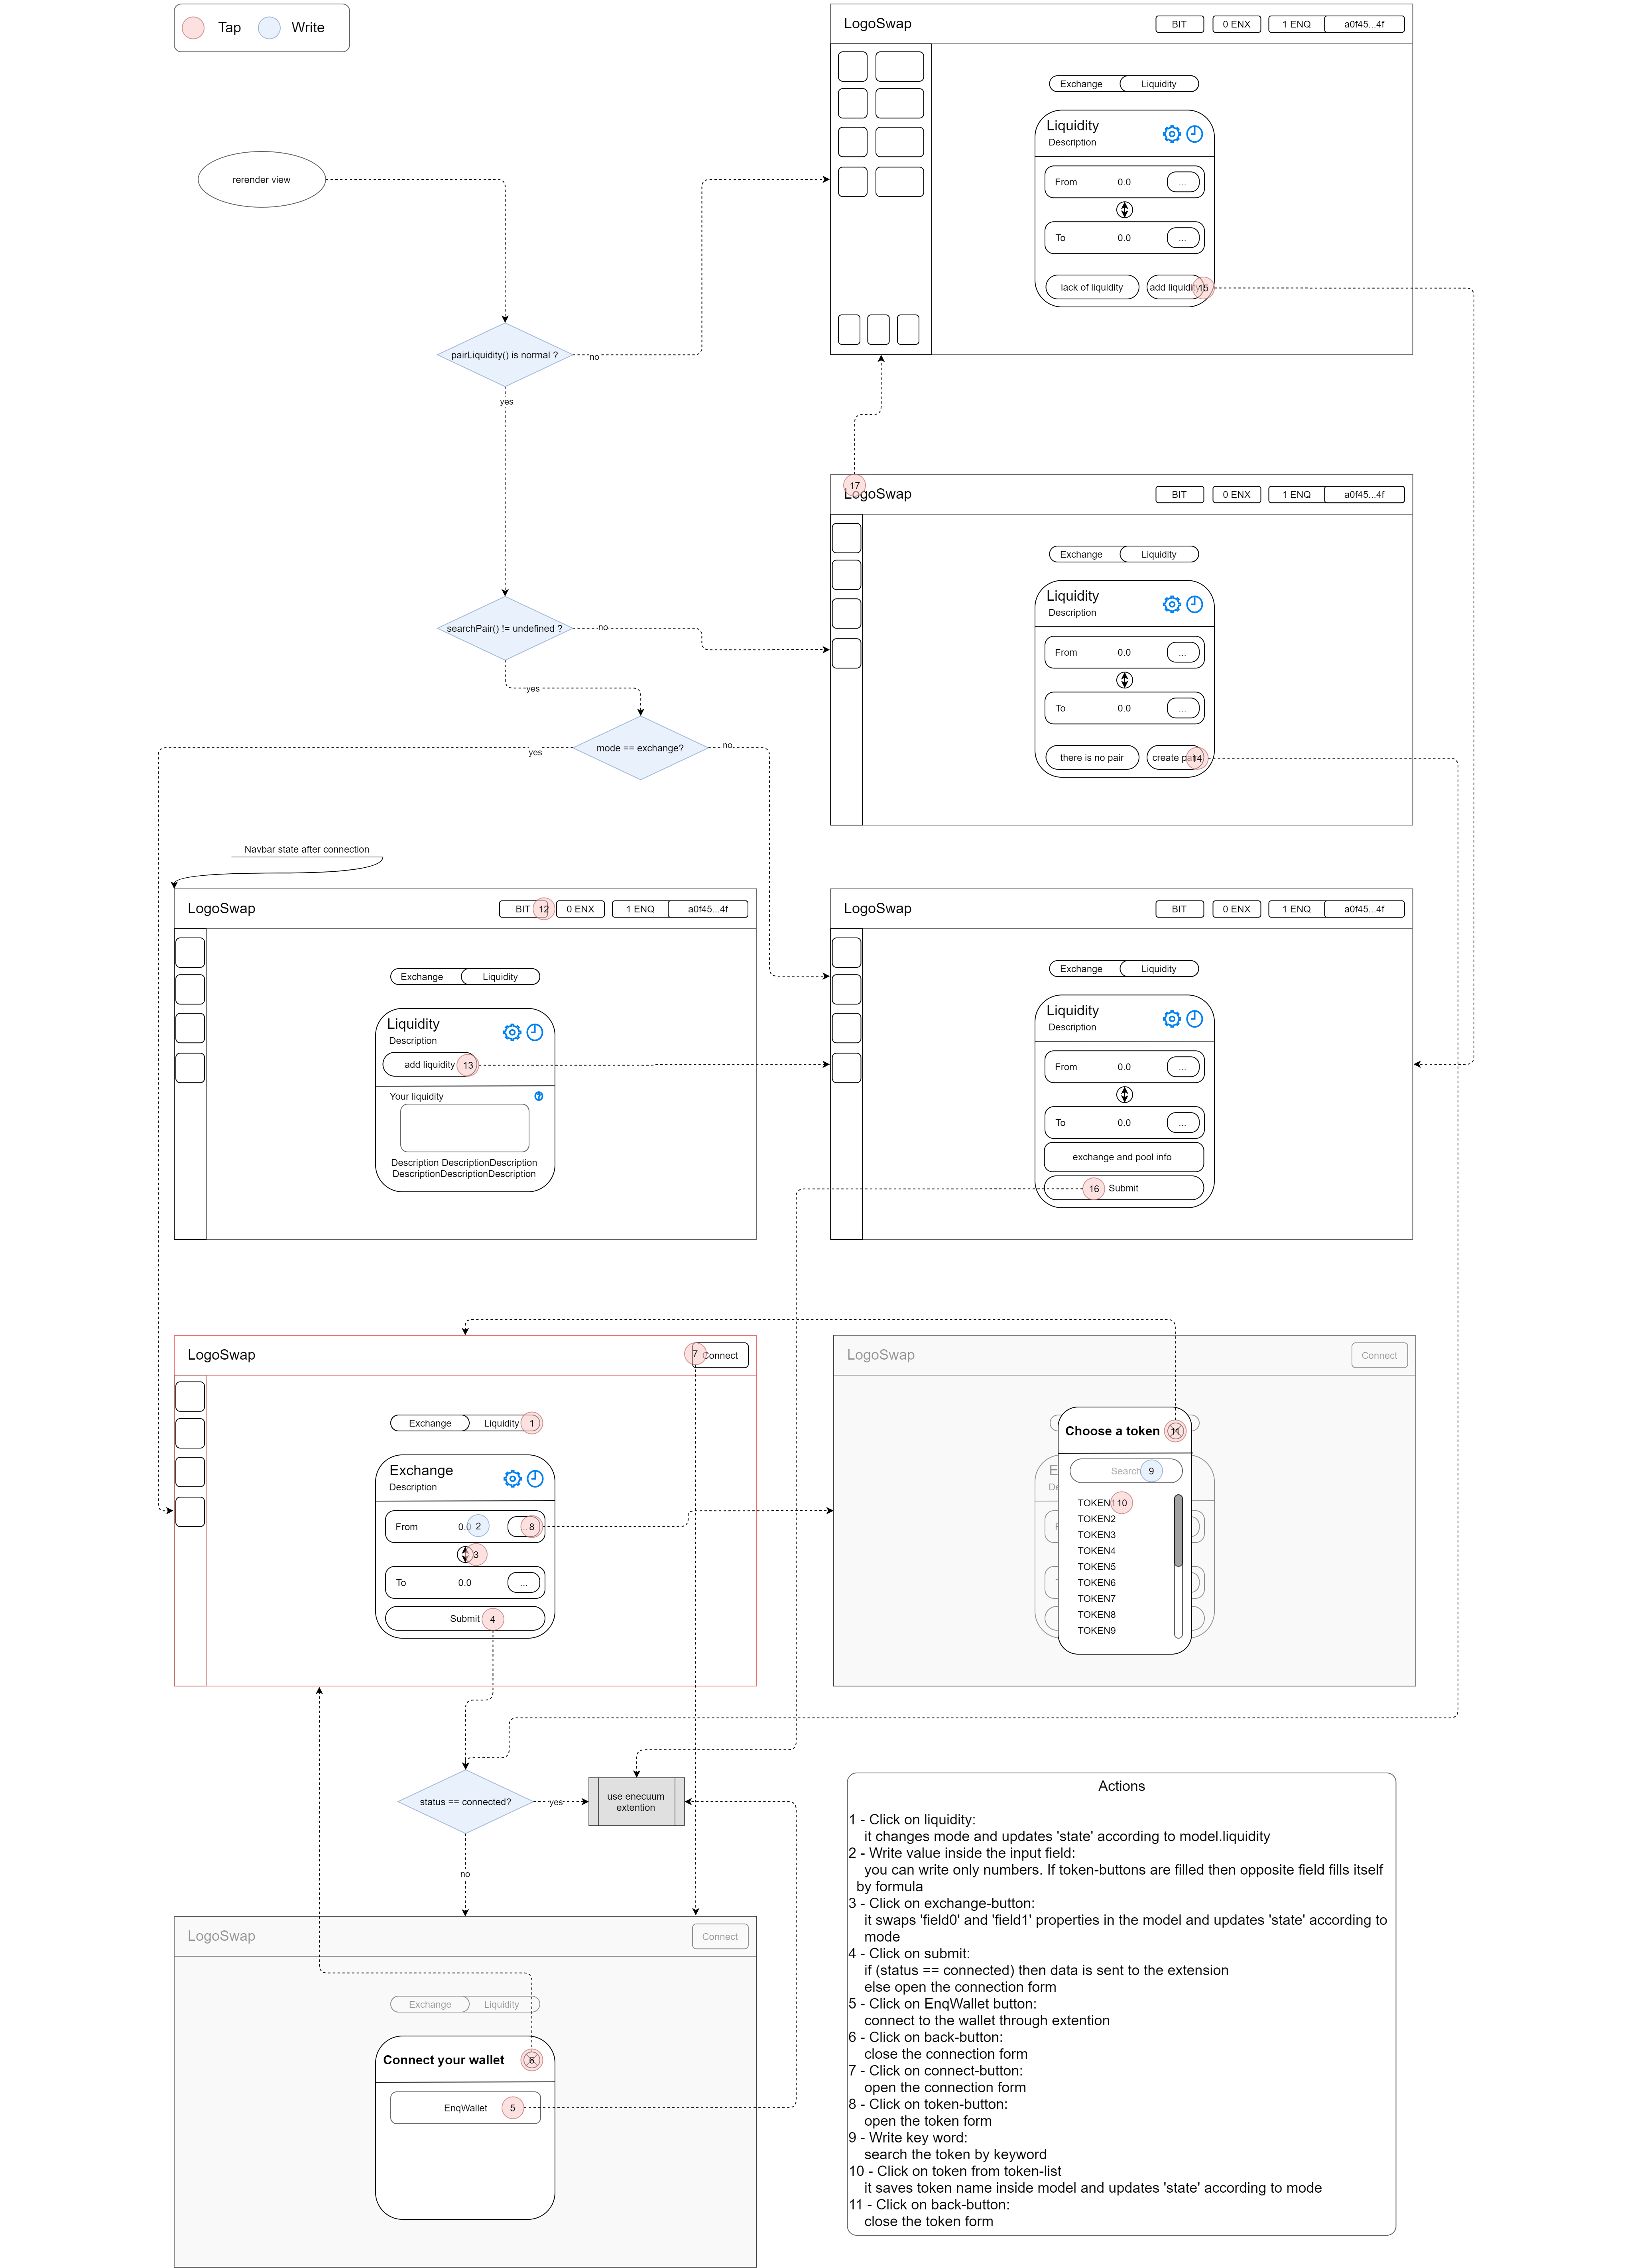 Tap
Write
rerender view
pairLiquidity() is normal ?
no
yes
LogoSwap
BIT
0 ENX
1 ENQ
a0f45...4f
Exchange
Liquidity
Liquidity
Description
From
0.0
...
To
0.0
...
lack of liquidity
add liquidity
15
17
LogoSwap
BIT
0 ENX
1 ENQ
a0f45...4f
Exchange
Liquidity
Liquidity
Description
From
0.0
...
To
0.0
...
there is no pair
create pair
14
searchPair() != undefined ?
no
yes
mode == exchange?
yes
no
Navbar state after connection
LogoSwap
BIT
12
0 ENX
1 ENQ
a0f45...4f
Exchange
Liquidity
Liquidity
Description
add liquidity
13
Your liquidity
?
Description DescriptionDescription
DescriptionDescriptionDescription
LogoSwap
BIT
0 ENX
1 ENQ
a0f45...4f
Exchange
Liquidity
Liquidity
Description
From
0.0
...
To
0.0
...
exchange and pool info
16
Submit
LogoSwap
7
Connect
Exchange
Liquidity
1
Exchange
Description
From
0.0
2
8
3
To
0.0
...
Submit
4
LogoSwap
Connect
Choose a token
11
Search
9
TOKEN1
10
TOKEN2
TOKEN3
TOKEN4
TOKEN5
TOKEN6
TOKEN7
TOKEN8
TOKEN9
status == connected?
yes
no
use enecuum
extention
LogoSwap
Connect
Exchange
Liquidity
Connect your wallet
6
EnqWallet
5
Actions
1 - Click on liquidity:
it changes mode and updates 'state' according to model.liquidity
2 - Write value inside the input field:
you can write only numbers. If token-buttons are filled then opposite field fills itself
by formula
3 - Click on exchange-button:
it swaps 'field0' and 'field1' properties in the model and updates 'state' according to
mode
4 - Click on submit:
if (status == connected) then data is sent to the extension
else open the connection form
5 - Click on EnqWallet button:
connect to the wallet through extention
6 - Click on back-button:
close the connection form
7 - Click on connect-button:
open the connection form
8 - Click on token-button:
open the token form
9 - Write key word:
search the token by keyword
10 - Click on token from token-list
it saves token name inside model and updates 'state' according to mode
11 - Click on back-button:
close the token form